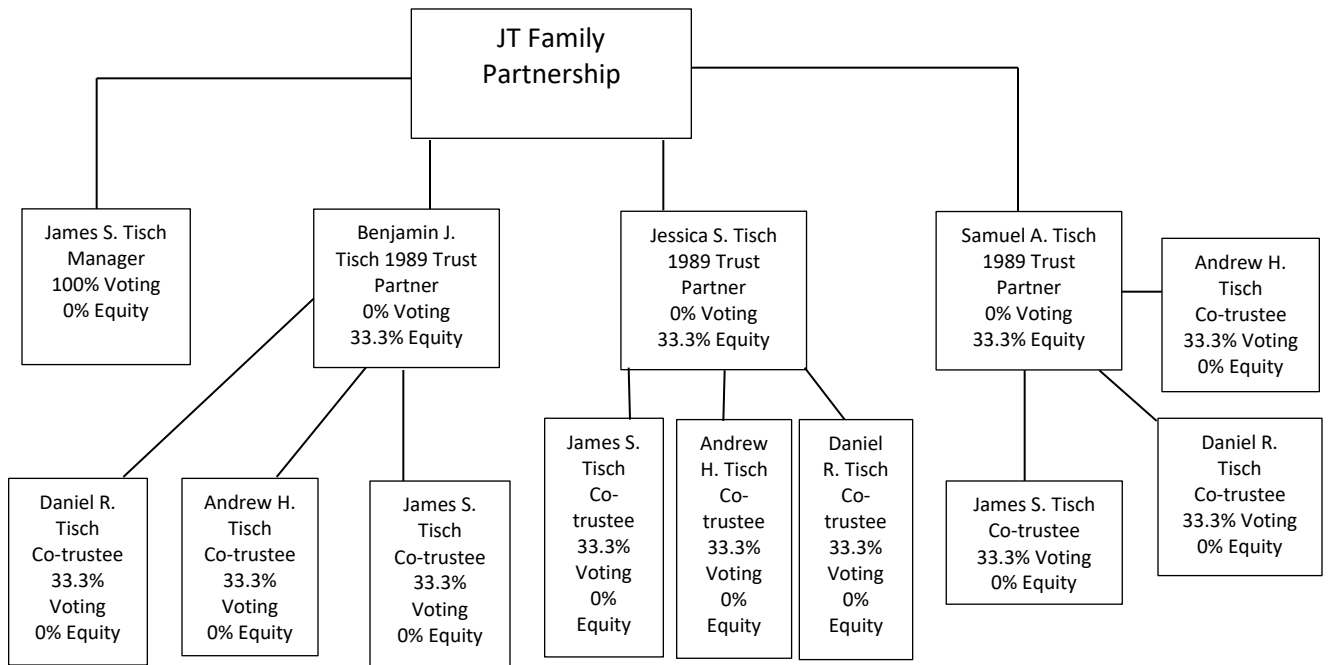 JT Family
Partnership
James S. Tisch
Manager
100% Voting
0% Equity
Benjamin J.
Tisch 1989 Trust
Partner
0% Voting
33.3% Equity
Jessica S. Tisch
1989 Trust
Partner
0% Voting
33.3% Equity
Samuel A. Tisch
1989 Trust
Partner
0% Voting
33.3% Equity
Andrew H.
Tisch
Co-trustee
33.3% Voting
0% Equity
Daniel R.
Tisch
Co-trustee
33.3%
Voting
0% Equity
Andrew H.
Tisch
Co-trustee
33.3%
Voting
0% Equity
James S.
Tisch
Co-trustee
33.3%
Voting
0% Equity
James S.
Tisch
Co-
trustee
33.3%
Voting
0%
Equity
Andrew
H. Tisch
Co-
trustee
33.3%
Voting
0%
Equity
Daniel
R. Tisch
Co-
trustee
33.3%
Voting
0%
Equity
James S. Tisch
Co-trustee
33.3% Voting
0% Equity
Daniel R.
Tisch
Co-trustee
33.3% Voting
0% Equity